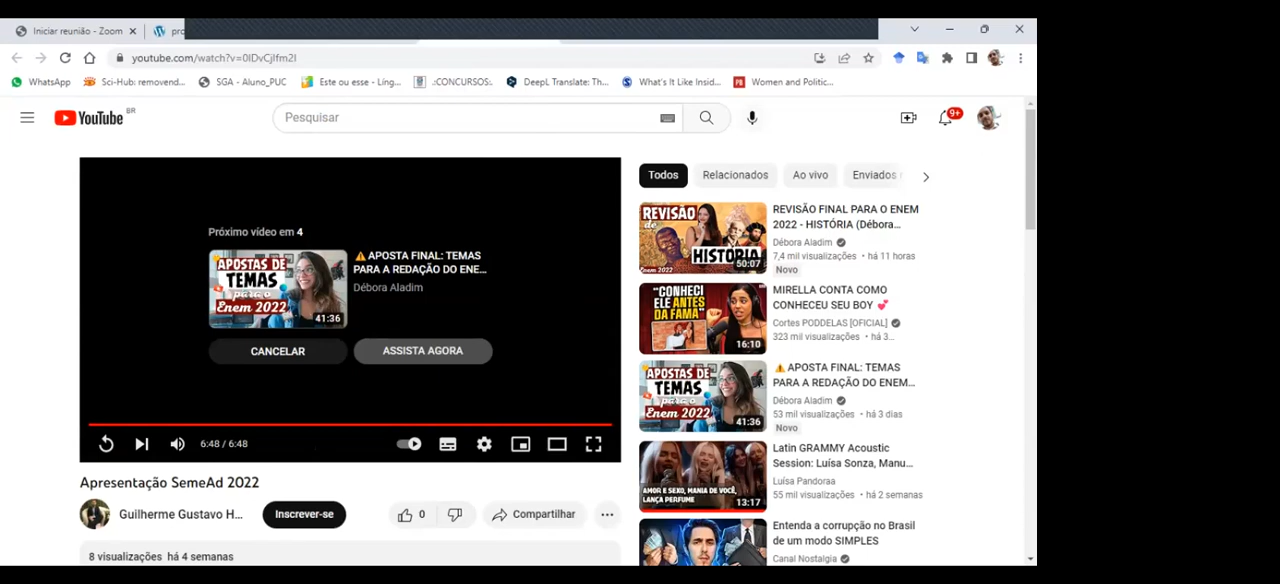 Iniciar reunião - Zoom
youtube.com/watch?v=0IDvCjIfm2I
WhatsApp
Sci-Hub: removend...
SGA - Aluno_PUC
Este ou esse - Líng...
.:CONCURSOS:.
DeepL Translate: Th...
What's It Like Insid...
Women and Politic...
YouTube BR
Pesquisar
9+
Todos
Relacionados
Ao vivo
Enviados
Próximo vídeo em 4
APOSTAS DE
TEMAS
para o
Enem 2022
41:36
⚠️APOSTA FINAL: TEMAS
PARA A REDAÇÃO DO ENE...
Débora Aladim
CANCELAR
ASSISTA AGORA
6:48 / 6:48
Apresentação SemeAd 2022
Guilherme Gustavo H...
Inscrever-se
0
Compartilhar
8 visualizações há 4 semanas
REVISÃO
de
HISTÓRIA
Enem 2022
50:07
REVISÃO FINAL PARA O ENEM
2022 - HISTÓRIA (Débora...
Débora Aladim
7,4 mil visualizações • há 11 horas
Novo
"CONHECI
ELE ANTES
DA FAMA"
16:10
MIRELLA CONTA COMO
CONHECEU SEU BOY 💞
Cortes PODDELAS [OFICIAL]
323 mil visualizações • há 3...
APOSTAS DE
TEMAS
para o
Enem 2022
41:36
⚠️APOSTA FINAL: TEMAS
PARA A REDAÇÃO DO ENEM...
Débora Aladim
53 mil visualizações • há 3 dias
Novo
AMOR E SEXO, MANIA DE VOCÊ,
LANÇA PERFUME
13:17
Latin GRAMMY Acoustic
Session: Luísa Sonza, Manu...
Luísa Pandoraa
55 mil visualizações • há 2 semanas
Entenda a corrupção no Brasil
de um modo SIMPLES
Canal Nostalgia